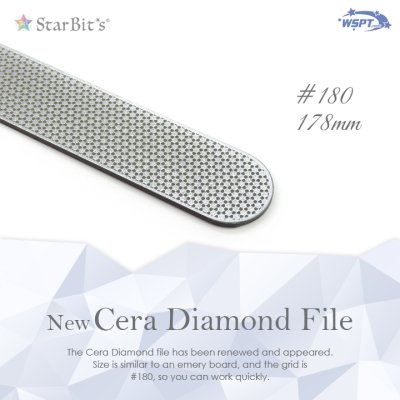 StarBit's
WSPT
#180
178mm
New Cera Diamond File
The Cera Diamond file has been renewed and appeared.
Size is similar to an emery board, and the grid is
#180, so you can work quickly.